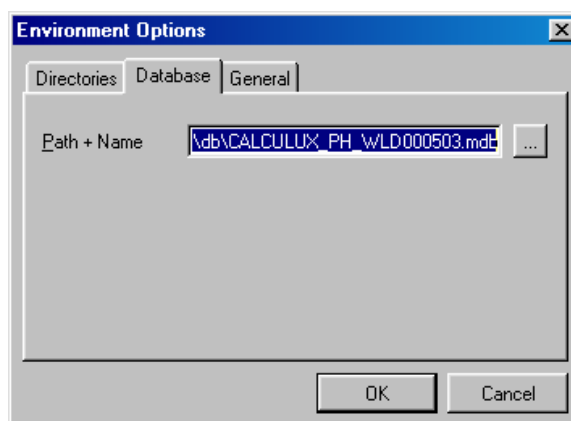 Environment Options
Directories Database General
Path + Name \db\CALCULUX_PH_WLD000503.mdb ...
OK Cancel